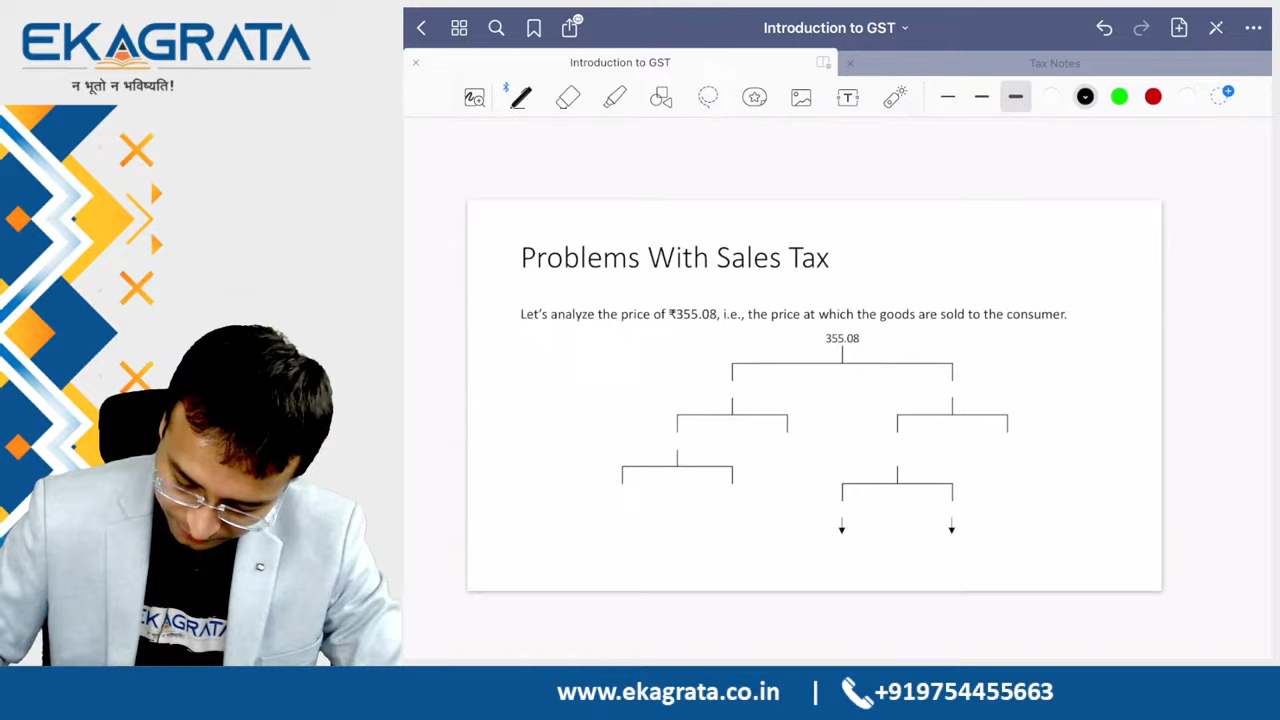 EKAGRATA
न भूतो न भविष्यति!
Introduction to GST
Introduction to GST
Tax Notes
T
Problems With Sales Tax
Let's analyze the price of ₹355.08, i.e., the price at which the goods are sold to the consumer.
355.08
EKAGRATA
www.ekagrata.co.in | +919754455663